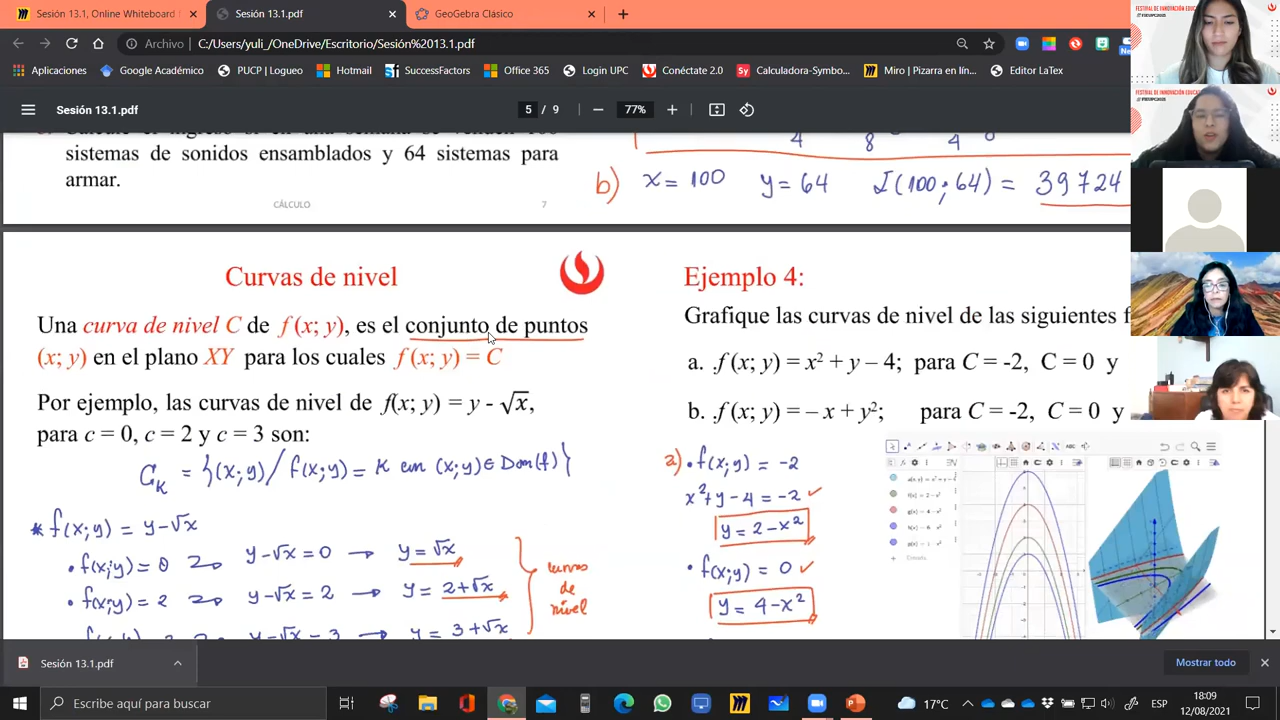 Sesión 13.1, Online Whiteboard
Sesión 13.1.pdf
GeoGebra Clásico
Archivo
C:/Users/yuli_/OneDrive/Escritorio/Sesión%2013.1.pdf
Aplicaciones
Google Académico
PUCP | Logueo
Hotmail
SuccessFactors
Office 365
Login UPC
Conéctate 2.0
Calculadora-Symbo...
Miro | Pizarra en lín...
Editor LaTex
Sesión 13.1.pdf
5 / 9
77%
sistemas de sonidos ensamblados y 64 sistemas para
armar.
CÁLCULO
7
4 8 4
b) x = 100 y = 64 I(100;64) = 39724
Curvas de nivel
Una curva de nivel C de f (x; y), es el conjunto de puntos
(x; y) en el plano XY para los cuales f (x; y) = C
Por ejemplo, las curvas de nivel de f(x; y) = y - √x,
para c = 0, c = 2 y c = 3 son:
C_K = {(x;y)/ f(x;y) = K con (x;y) ∈ Dom(f)}
* f(x;y) = y-√x
• f(x;y) = 0 y-√x = 0 → y = √x
• f(x;y) = 2 y-√x = 2 → y = 2+√x
y-√x = 3 → y = 3+√x
curvas
de
nivel
Ejemplo 4:
Grafique las curvas de nivel de las siguientes f
a. .f (x; y) = x² + y – 4; para C = -2, C = 0 y
b. .f (x; y) = – x + y²; para C = -2, C = 0 y
a) • f(x;y) = -2
x²+y-4 = -2 ✓
y = 2-x²
• f(x;y) = 0 ✓
y = 4-x²
Sesión 13.1.pdf
Mostrar todo
Escribe aquí para buscar
17°C
ESP
18:09
12/08/2021